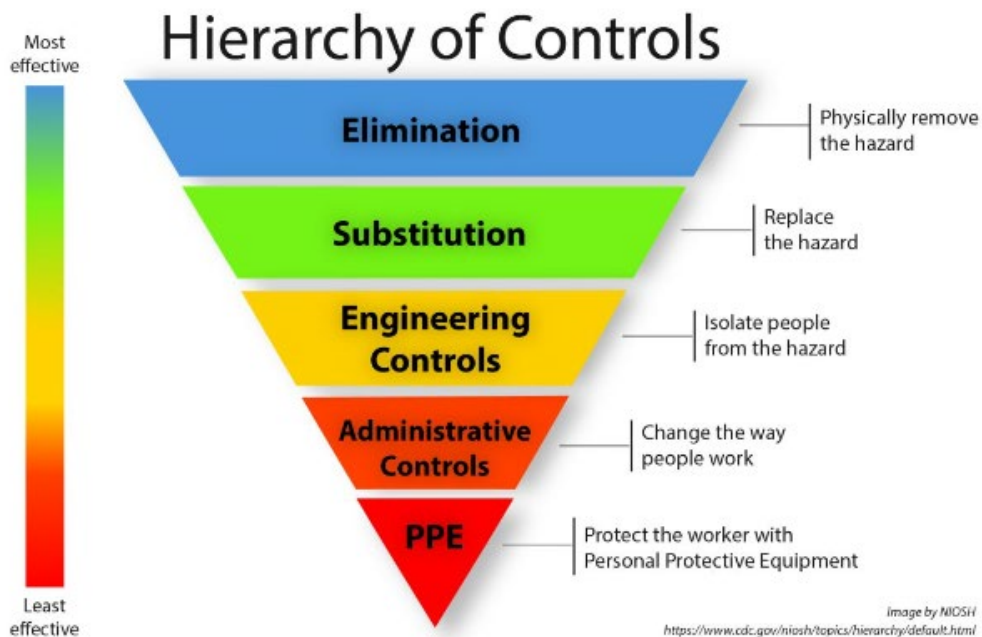 Hierarchy of Controls
Most
effective
Elimination
Physically remove
the hazard
Substitution
Replace
the hazard
Engineering
Controls
Isolate people
from the hazard
Administrative
Controls
Change the way
people work
PPE
Protect the worker with
Personal Protective Equipment
Least
effective
Image by NIOSH
https://www.cdc.gov/niosh/topics/hierarchy/default.html